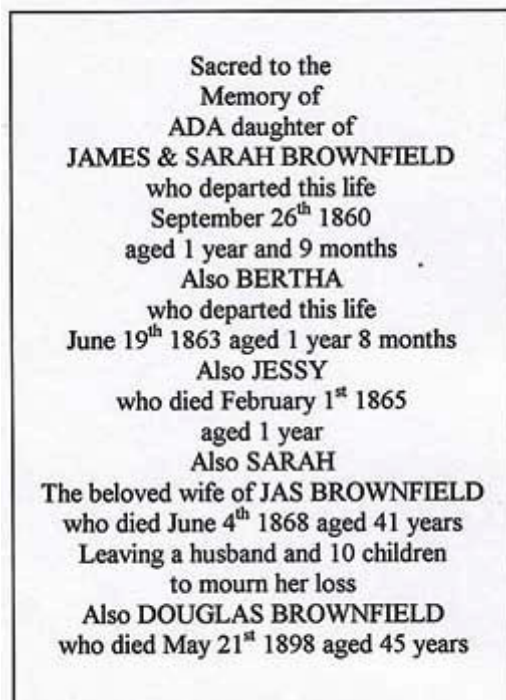 Sacred to the
Memory of
ADA daughter of
JAMES & SARAH BROWNFIELD
who departed this life
September 26th 1860
aged 1 year and 9 months
Also BERTHA
who departed this life
June 19th 1863 aged 1 year 8 months
Also JESSY
who died February 1st 1865
aged 1 year
Also SARAH
The beloved wife of JAS BROWNFIELD
who died June 4th 1868 aged 41 years
Leaving a husband and 10 children
to mourn her loss
Also DOUGLAS BROWNFIELD
who died May 21st 1898 aged 45 years